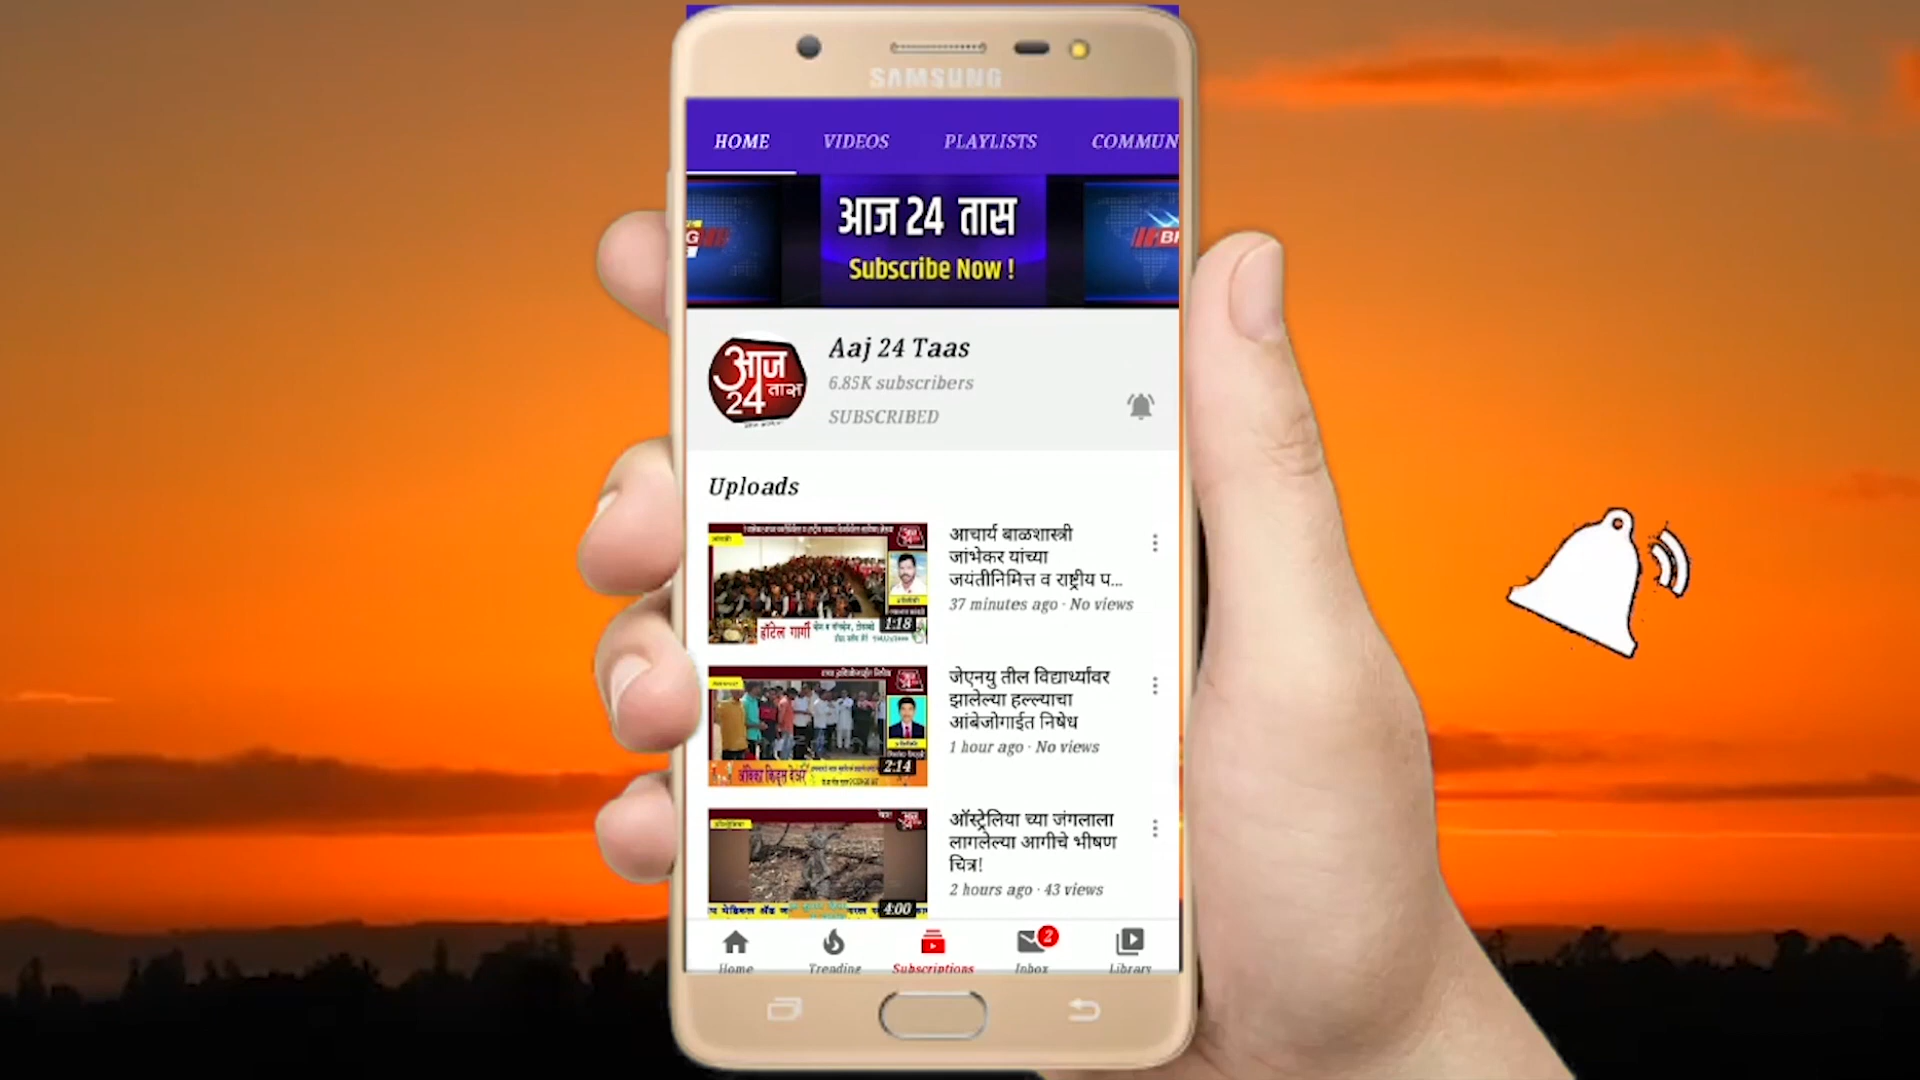 SAMSUNG
HOME VIDEOS PLAYLISTS COMMUN
आज 24 तास
Subscribe Now !
आज
24 तास
Aaj 24 Taas
6.85K subscribers
SUBSCRIBED
Uploads
आचार्य बाळशास्त्री
जांभेकर यांच्या
जयंतीनिमित्त व राष्ट्रीय प...
37 minutes ago · No views
हॉटेल गार्गी
1:18
जेएनयु तील विद्यार्थ्यांवर
झालेल्या हल्ल्याचा
आंबेजोगाईत निषेध
1 hour ago · No views
अंबिका किड्स वेअर
2:14
ऑस्ट्रेलिया च्या जंगलाला
लागलेल्या आगीचे भीषण
चित्र!
2 hours ago · 43 views
4:00
2
Home Trending Subscriptions Inbox Library